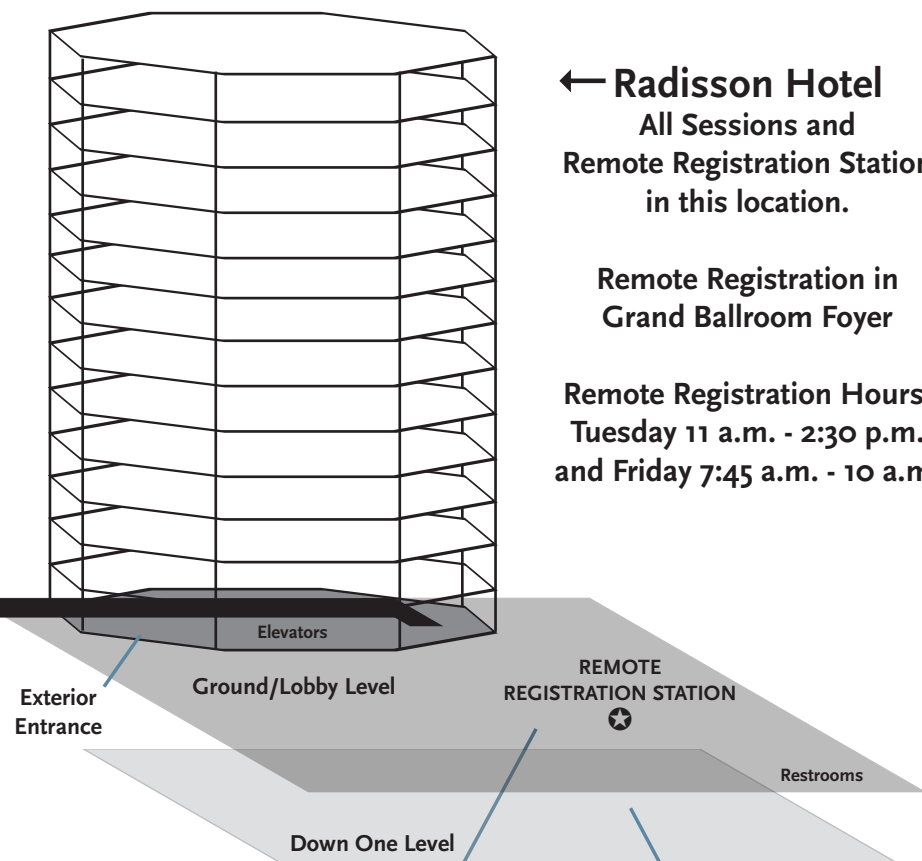 Radisson Hotel
All Sessions and
Remote Registration Station
in this location.
Remote Registration in
Grand Ballroom Foyer
Remote Registration Hours
Tuesday 11 a.m. - 2:30 p.m.
and Friday 7:45 a.m. - 10 a.m
Elevators
Ground/Lobby Level
Exterior
Entrance
REMOTE
REGISTRATION STATION
Restrooms
Down One Level